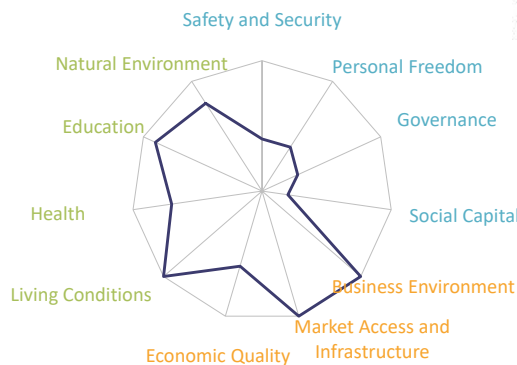 Safety and Security
Natural Environment
Personal Freedom
Education
Governance
Health
Social Capital
Living Conditions
Business Environment
Market Access and
Infrastructure
Economic Quality